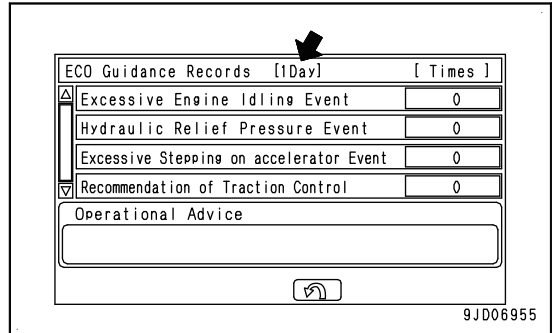 ECO Guidance Records [1Day] [ Times ]
Excessive Engine Idling Event 0
Hydraulic Relief Pressure Event 0
Excessive Stepping on accelerator Event 0
Recommendation of Traction Control 0
Operational Advice
9JD06955